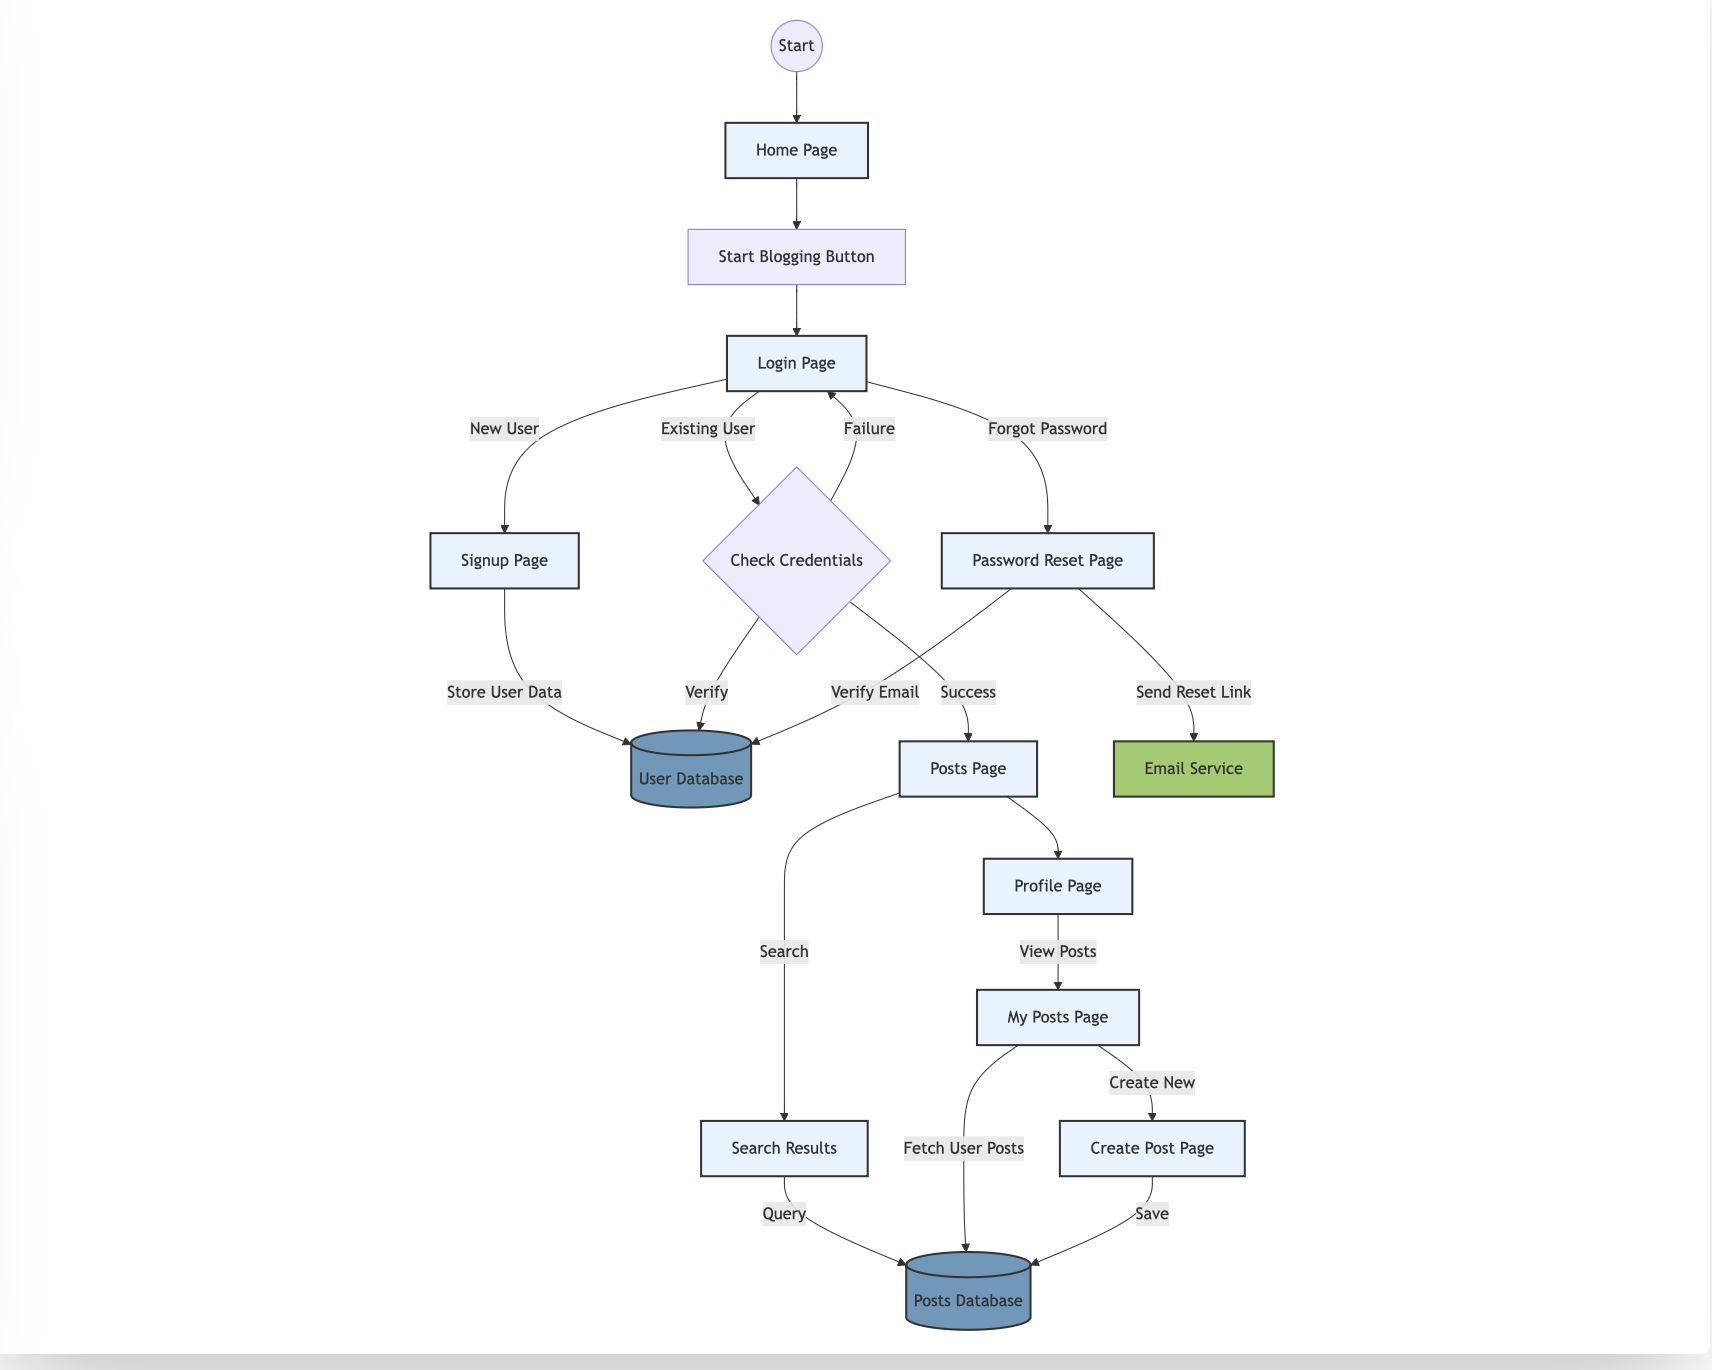 Start
Home Page
Start Blogging Button
Login Page
New User
Existing User
Failure
Forgot Password
Signup Page
Check Credentials
Password Reset Page
Store User Data
Verify
Verify Email
Success
Send Reset Link
User Database
Posts Page
Email Service
Profile Page
Search
View Posts
My Posts Page
Create New
Search Results
Fetch User Posts
Create Post Page
Query
Save
Posts Database